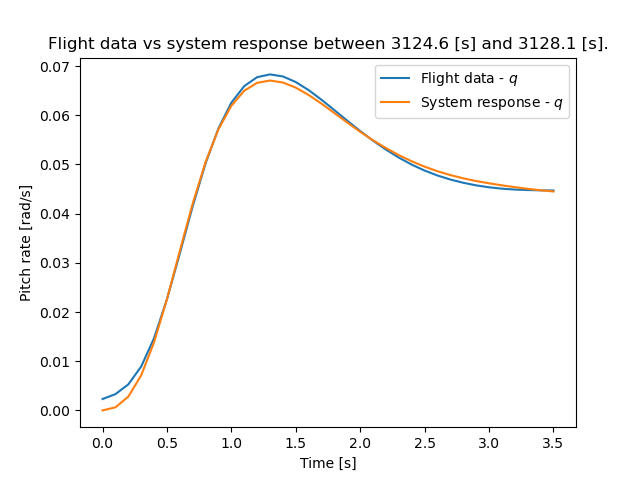 Flight data vs system response between 3124.6 [s] and 3128.1 [s].
Flight data - q
System response - q
Pitch rate [rad/s]
0.07
0.06
0.05
0.04
0.03
0.02
0.01
0.00
0.0 0.5 1.0 1.5 2.0 2.5 3.0 3.5
Time [s]